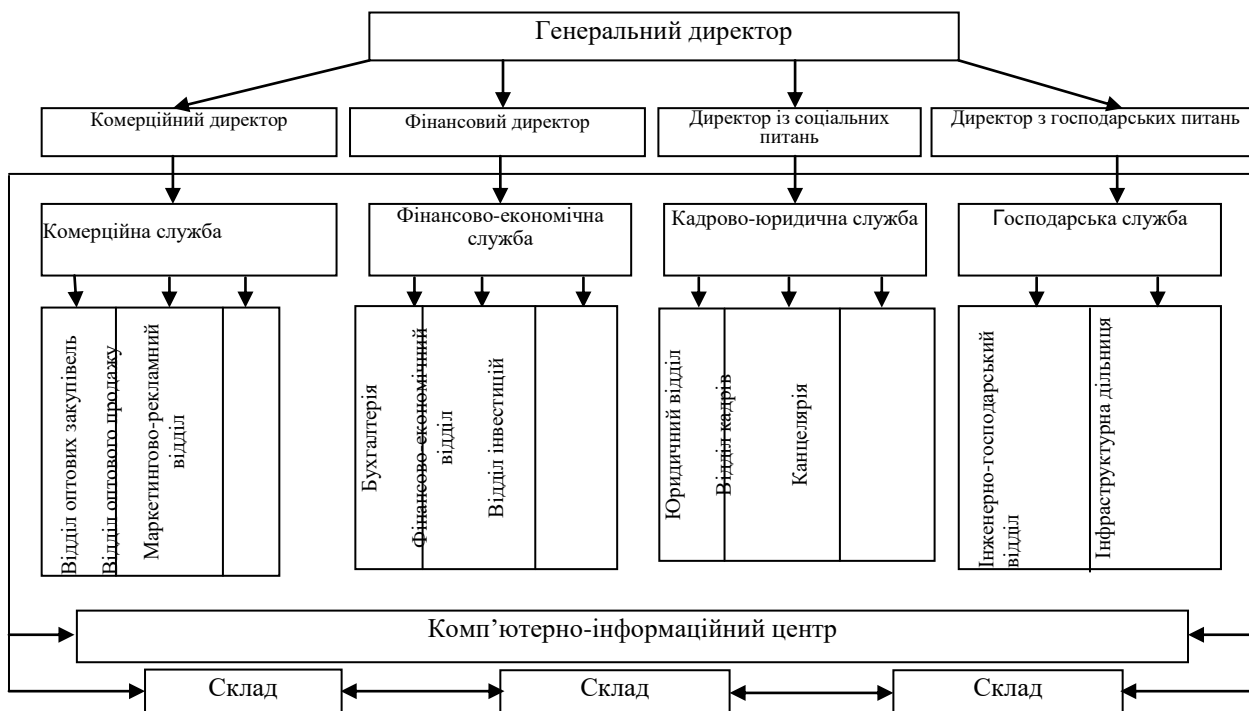 Генеральний директор
Комерційний директор
Фінансовий директор
Директор із соціальних
питань
Директор з господарських питань
Комерційна служба
Фінансово-економічна
служба
Кадрово-юридична служба
Господарська служба
Відділ оптових закупівель
Відділ оптового продажу
Маркетингово-рекламний
відділ
Бухгалтерія
Фінансово-економічний
відділ
Відділ інвестицій
Юридичний відділ
Відділ кадрів
Канцелярія
Інженерно-господарський
відділ
Інфраструктурна дільниця
Комп’ютерно-інформаційний центр
Склад
Склад
Склад